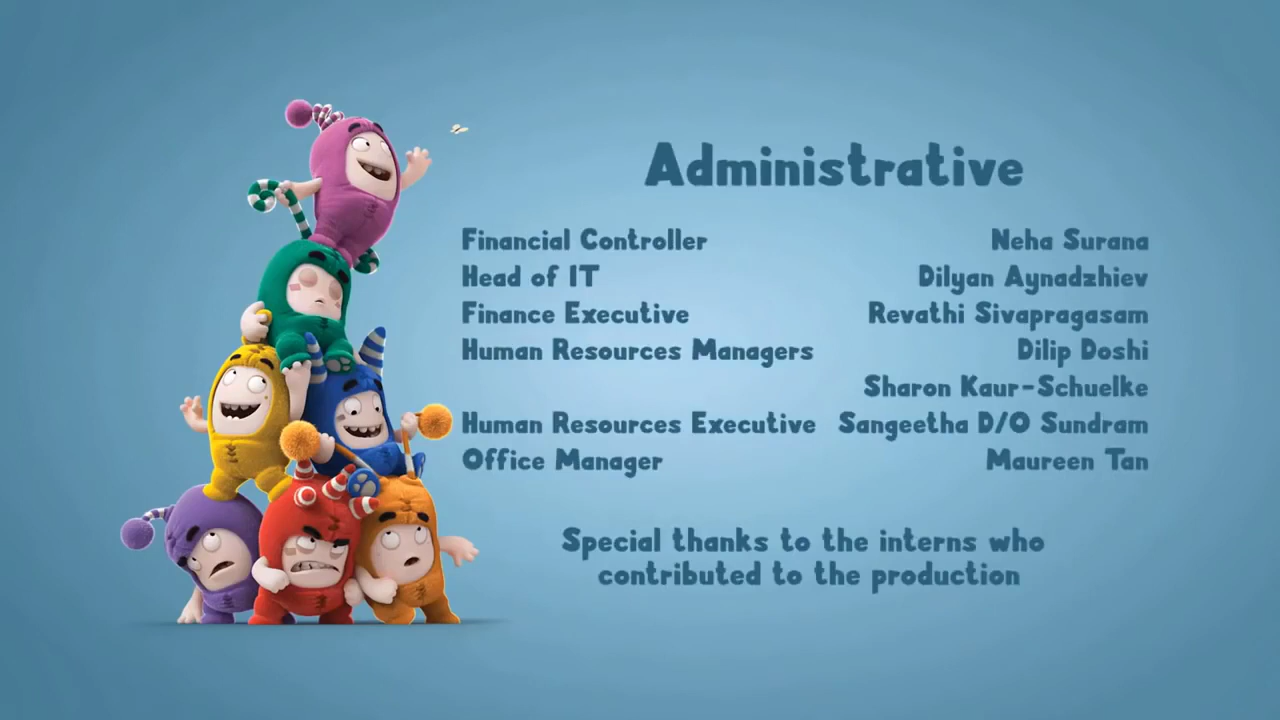 Administrative
Financial Controller Neha Surana
Head of IT Dilyan Aynadzhiev
Finance Executive Revathi Sivapragasam
Human Resources Managers Dilip Doshi
Sharon Kaur-Schuelke
Human Resources Executive Sangeetha D/O Sundram
Office Manager Maureen Tan
Special thanks to the interns who
contributed to the production